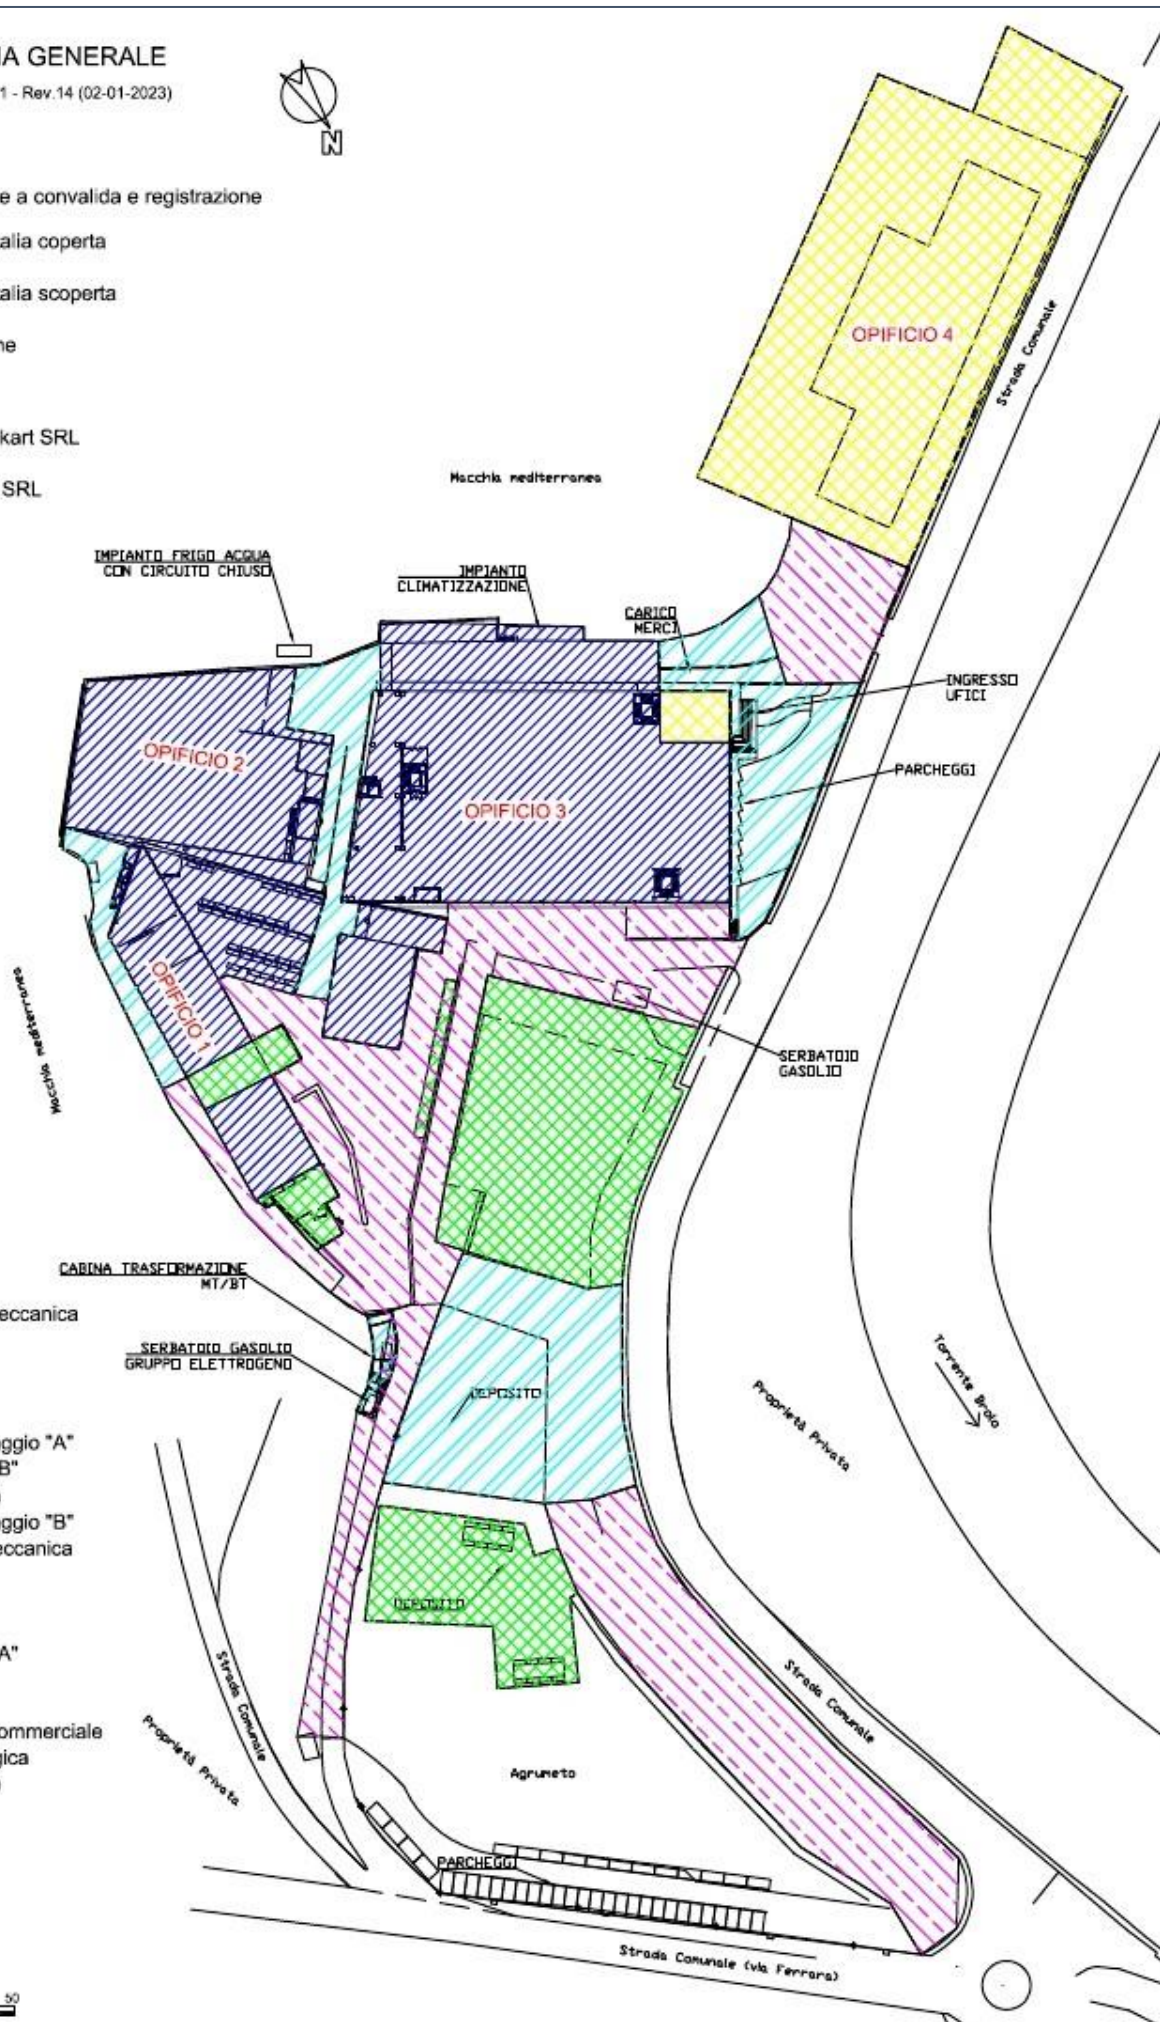 IA GENERALE
1 - Rev.14 (02-01-2023)
N
e a convalida e registrazione
alia coperta
alia scoperta
ne
kart SRL
SRL
OPIFICIO 4
Strada Comunale
Macchia mediterranea
IMPIANTO FRIGO ACQUA
CON CIRCUITO CHIUSO
IMPIANTO
CLIMATIZZAZIONE
CARICO
MERCI
INGRESSO
UFICI
OPIFICIO 2
OPIFICIO 3
PARCHEGGI
OPIFICIO 1
Macchia mediterranea
SERBATOIO
GASOLIO
CABINA TRASFORMAZIONE
MT/BT
eccanica
SERBATOIO GASOLIO
GRUPPO ELETTROGENO
DEPOSITO
Torrente Brolo
Proprietà Privata
ggio "A"
B"
ggio "B"
eccanica
DEPOSITO
A"
Strada Comunale
Strada Comunale
Proprietà Privata
ommerciale
gica
Agrumeto
PARCHEGGI
Strada Comunale (via Ferrara)
50